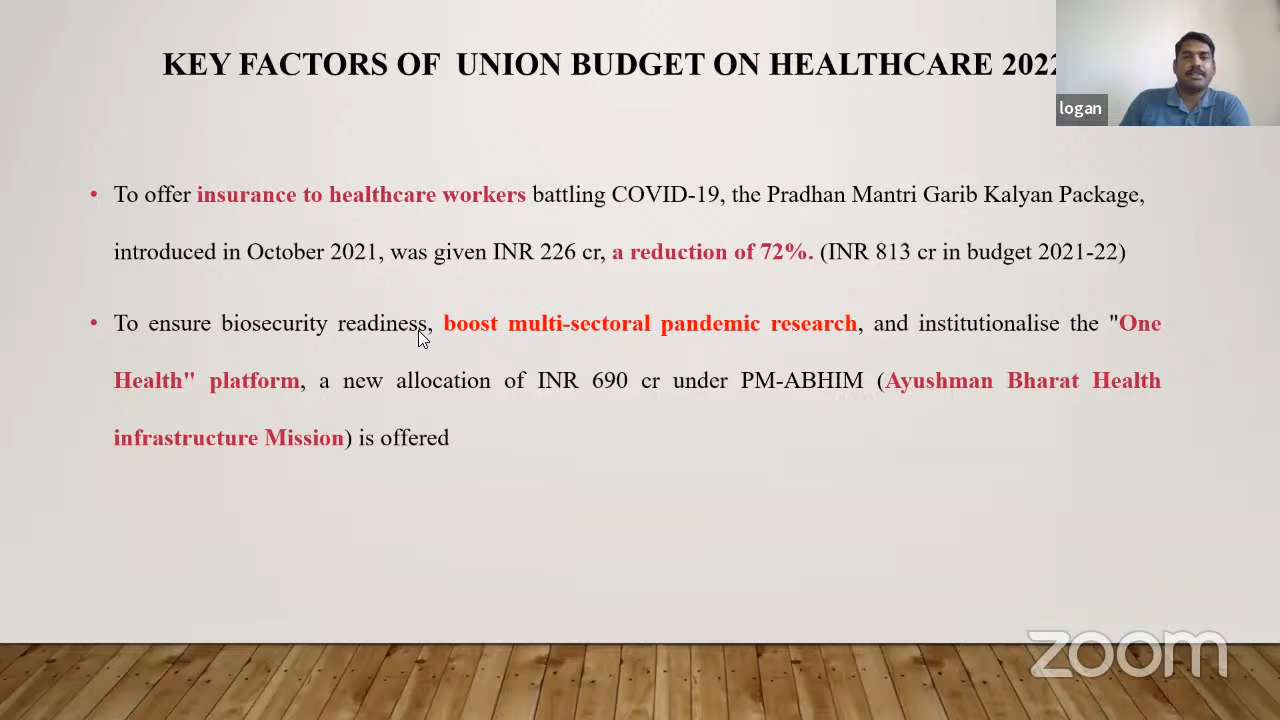 KEY FACTORS OF UNION BUDGET ON HEALTHCARE 2022
logan
• To offer insurance to healthcare workers battling COVID-19, the Pradhan Mantri Garib Kalyan Package,
introduced in October 2021, was given INR 226 cr, a reduction of 72%. (INR 813 cr in budget 2021-22)
• To ensure biosecurity readiness, boost multi-sectoral pandemic research, and institutionalise the "One
Health" platform, a new allocation of INR 690 cr under PM-ABHIM (Ayushman Bharat Health
infrastructure Mission) is offered
zoom